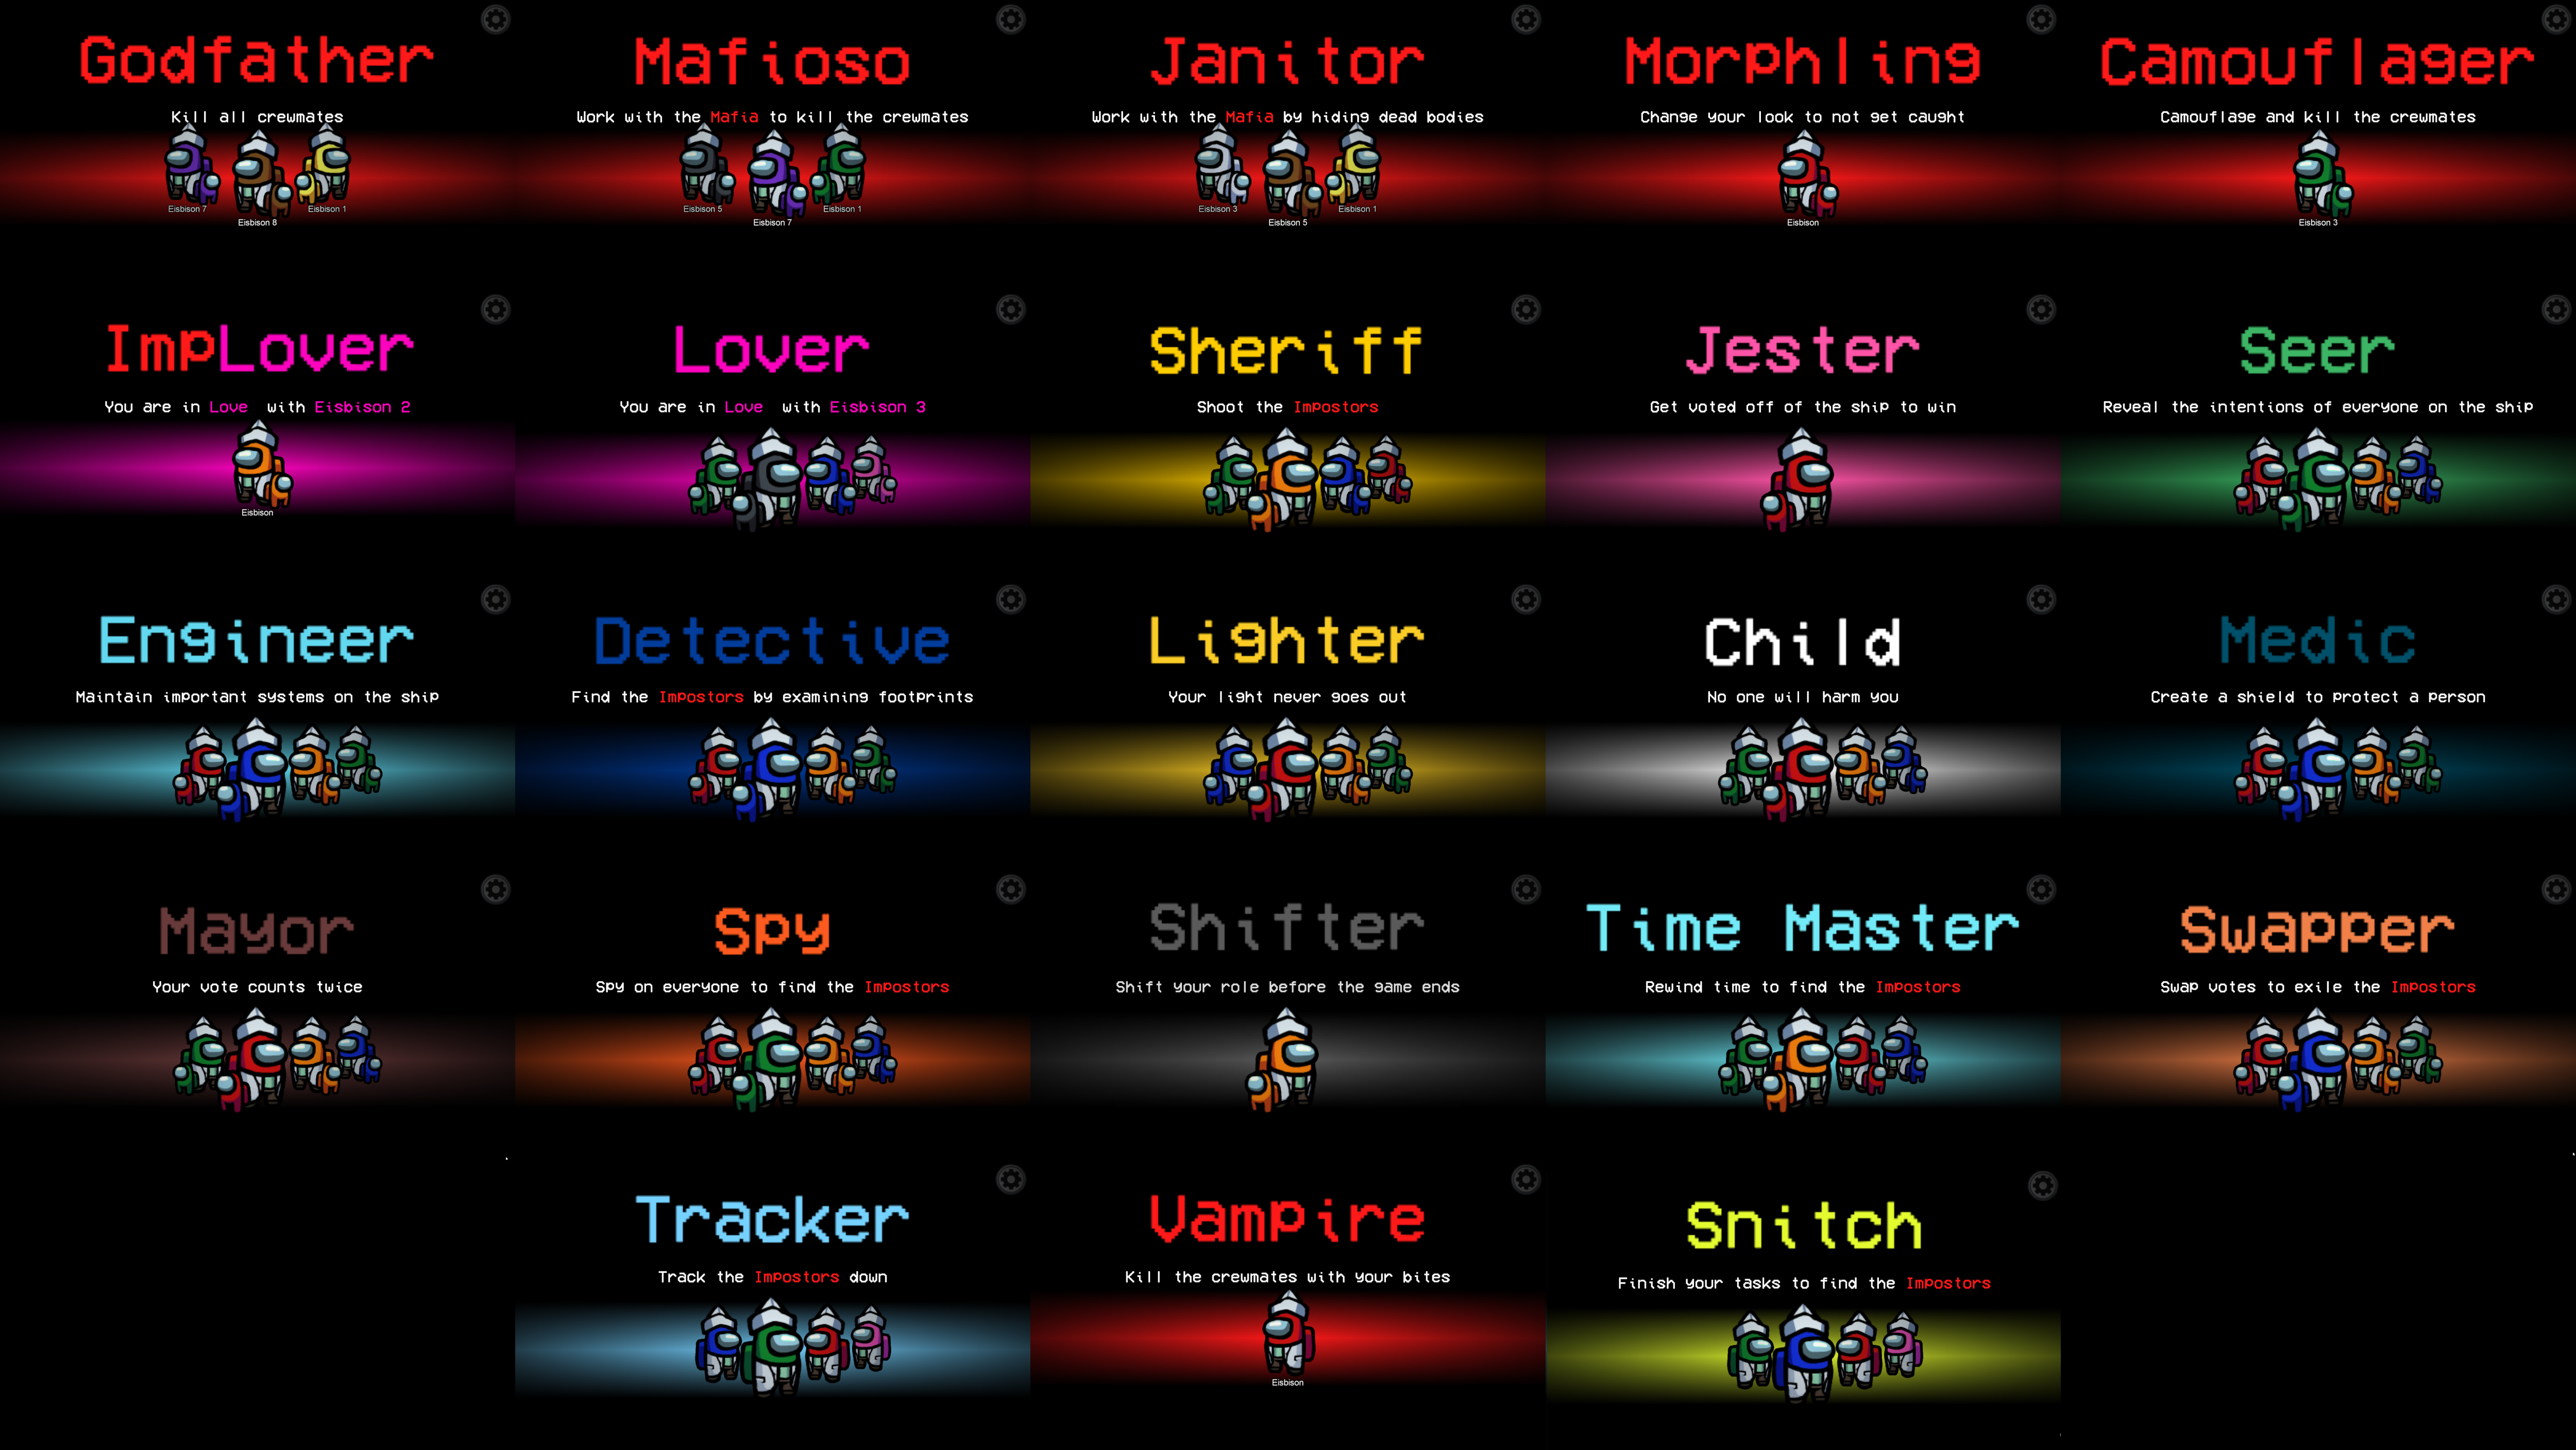 Godfather
Kill all crewmates
Eisbison 7
Eisbison 8
Eisbison 1
Mafioso
Work with the Mafia to kill the crewmates
Eisbison 5
Eisbison 7
Eisbison 1
Janitor
Work with the Mafia by hiding dead bodies
Eisbison 3
Eisbison 5
Eisbison 1
Morphling
Change your look to not get caught
Eisbison
Camouflager
Camouflage and kill the crewmates
Eisbison 3
ImpLover
You are in Love with Eisbison 2
Eisbison
Lover
You are in Love with Eisbison 3
Sheriff
Shoot the Impostors
Jester
Get voted off of the ship to win
Seer
Reveal the intentions of everyone on the ship
Engineer
Maintain important systems on the ship
Detective
Find the Impostors by examining footprints
Lighter
Your light never goes out
Child
No one will harm you
Medic
Create a shield to protect a person
Mayor
Your vote counts twice
Spy
Spy on everyone to find the Impostors
Shifter
Shift your role before the game ends
Time Master
Rewind time to find the Impostors
Swapper
Swap votes to exile the Impostors
Tracker
Track the Impostors down
Vampire
Kill the crewmates with your bites
Eisbison
Snitch
Finish your tasks to find the Impostors